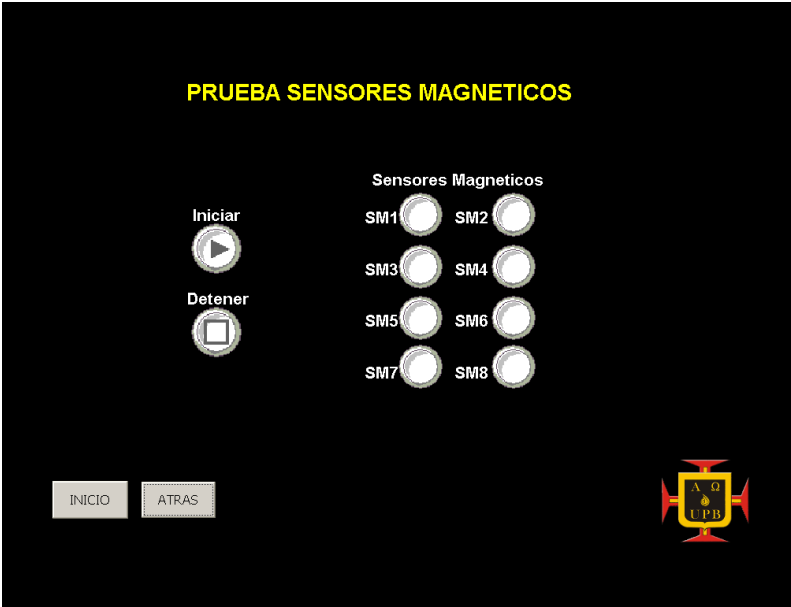 PRUEBA SENSORES MAGNETICOS
Sensores Magneticos
Iniciar
SM1 SM2
SM3 SM4
Detener
SM5 SM6
SM7 SM8
INICIO ATRAS
Α Ω
UPB